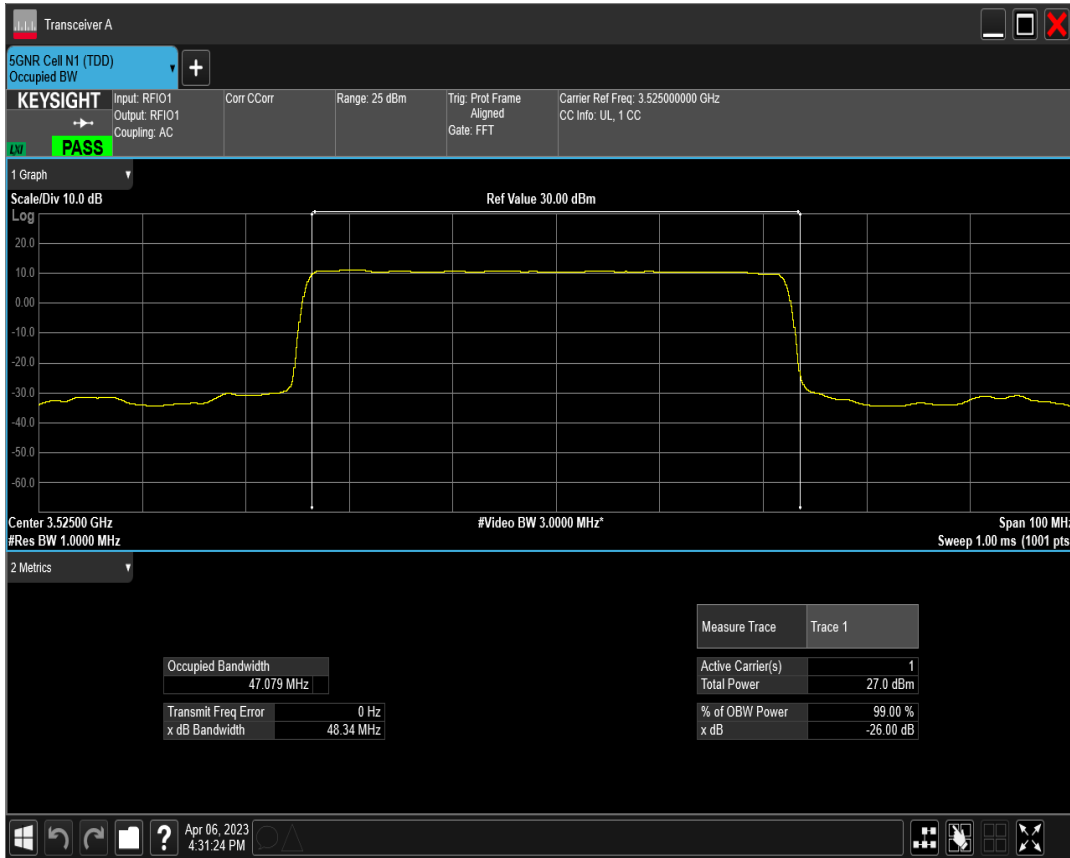 Transceiver A
5GNR Cell N1 (TDD)
Occupied BW
+
KEYSIGHT
LXI
PASS
Input: RFIO1
Output: RFIO1
Coupling: AC
Corr CCorr
Range: 25 dBm
Trig: Prot Frame
Aligned
Gate: FFT
Carrier Ref Freq: 3.525000000 GHz
CC Info: UL, 1 CC
1 Graph
Scale/Div 10.0 dB
Ref Value 30.00 dBm
Log
20.0
10.0
0.00
-10.0
-20.0
-30.0
-40.0
-50.0
-60.0
Center 3.52500 GHz
#Video BW 3.0000 MHz*
Span 100 MHz
#Res BW 1.0000 MHz
Sweep 1.00 ms (1001 pts
2 Metrics
Measure Trace Trace 1
Occupied Bandwidth
47.079 MHz
Active Carrier(s) 1
Total Power 27.0 dBm
Transmit Freq Error 0 Hz
x dB Bandwidth 48.34 MHz
% of OBW Power 99.00 %
x dB -26.00 dB
?
Apr 06, 2023
4:31:24 PM